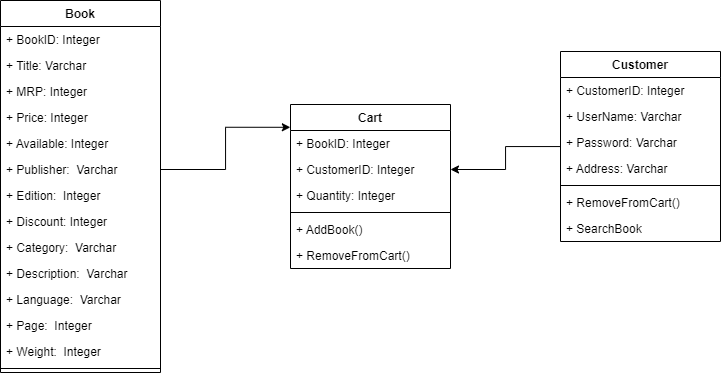 Book
+ BookID: Integer
+ Title: Varchar
+ MRP: Integer
+ Price: Integer
+ Available: Integer
+ Publisher:  Varchar
+ Edition:  Integer
+ Discount: Integer
+ Category:  Varchar
+ Description:  Varchar
+ Language:  Varchar
+ Page:  Integer
+ Weight:  Integer
Cart
+ BookID: Integer
+ CustomerID: Integer
+ Quantity: Integer
+ AddBook()
+ RemoveFromCart()
Customer
+ CustomerID: Integer
+ UserName: Varchar
+ Password: Varchar
+ Address: Varchar
+ RemoveFromCart()
+ SearchBook